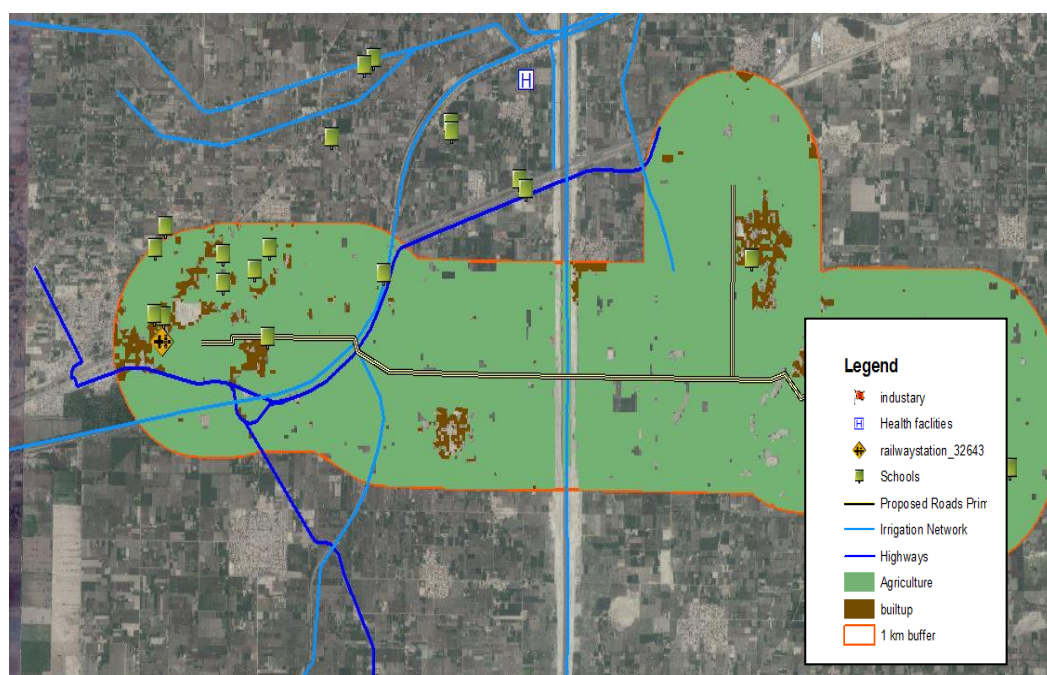 H
Legend
industary
H Health faclities
railwaystation_32643
Schools
Proposed Roads Prim
Irrigation Network
Highways
Agriculture
builtup
1 km buffer